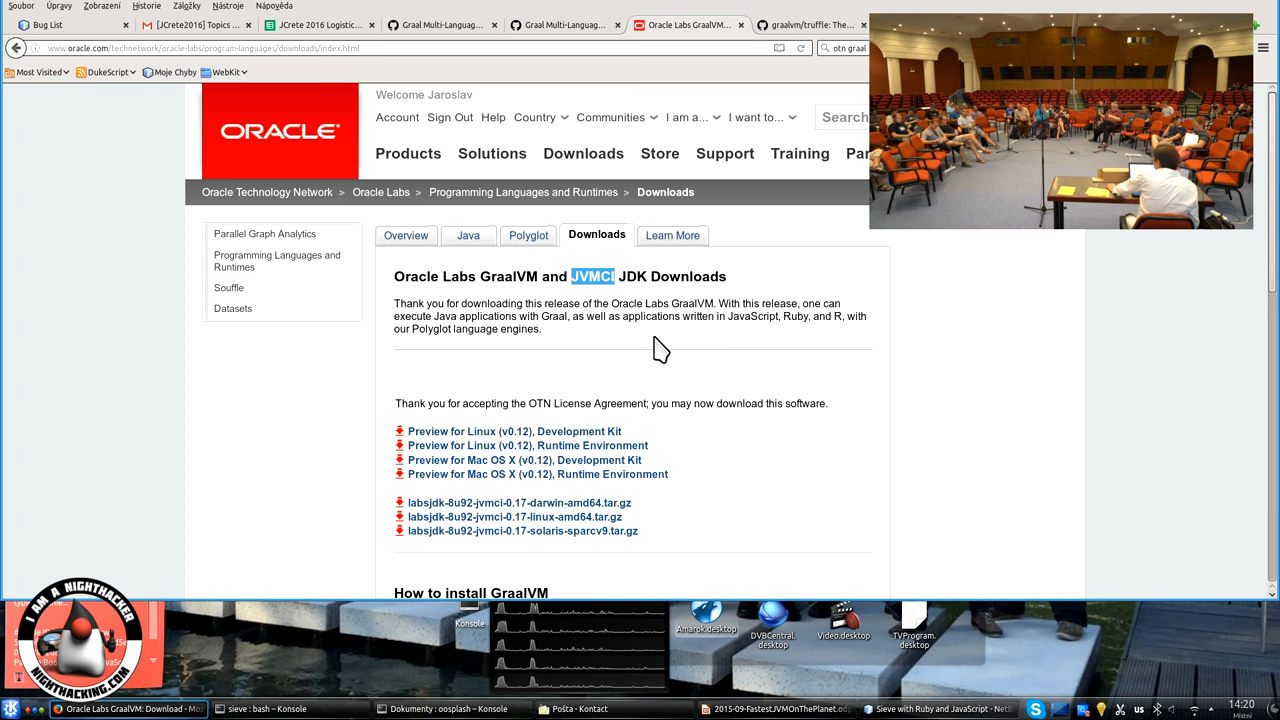 Soubor Úpravy Zobrazení Historie Záložky Nástroje Nápověda
Bug List
[JCrete2016] Topics ...
JCrete 2016 Logistic...
Graal Multi-Languag...
Graal Multi-Languag...
Oracle Labs GraalVM...
graalvm/truffle: The...
www.oracle.com/technetwork/oracle-labs/program-languages/downloads/index.html
otn graal
Most Visited
DukeScript
Moje Chyby
WebKit
ORACLE
Welcome Jaroslav
Account Sign Out Help Country Communities I am a... I want to...
Search
Products Solutions Downloads Store Support Training Par
Oracle Technology Network > Oracle Labs > Programming Languages and Runtimes > Downloads
Parallel Graph Analytics
Programming Languages and
Runtimes
Souffle
Datasets
Overview Java Polyglot Downloads Learn More
Oracle Labs GraalVM and JVMCI JDK Downloads
Thank you for downloading this release of the Oracle Labs GraalVM. With this release, one can
execute Java applications with Graal, as well as applications written in JavaScript, Ruby, and R, with
our Polyglot language engines.
Thank you for accepting the OTN License Agreement; you may now download this software.
Preview for Linux (v0.12), Development Kit
Preview for Linux (v0.12), Runtime Environment
Preview for Mac OS X (v0.12), Development Kit
Preview for Mac OS X (v0.12), Runtime Environment
labsjdk-8u92-jvmci-0.17-darwin-amd64.tar.gz
labsjdk-8u92-jvmci-0.17-linux-amd64.tar.gz
labsjdk-8u92-jvmci-0.17-solaris-sparcv9.tar.gz
How to install GraalVM
I AM A NIGHTHACKER
NIGHTHACKING.COM
Konsole
Amarok.desktop
DVBCentral.
desktop
Video.desktop
TVProgram.
desktop
Oracle Labs GraalVM: Download - Mo
sieve : bash – Konsole
Dokumenty : oosplash – Konsole
Pošta - Kontact
2015-09-FastestJVMOnThePlanet.odp
Sieve with Ruby and JavaScript - NetB
14:20
Místní